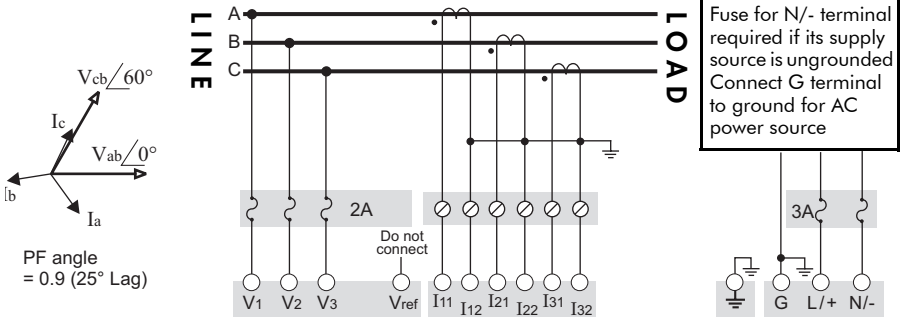 A
B
C
LINE
LOAD
Fuse for N/- terminal
required if its supply
source is ungrounded
Connect G terminal
to ground for AC
power source
Vcb/60°
Ic
Vab/0°
Ib
Ia
PF angle
= 0.9 (25° Lag)
2A
3A
Do not
connect
V1 V2 V3 Vref I11 I12 I21 I22 I31 I32 G L/+ N/-